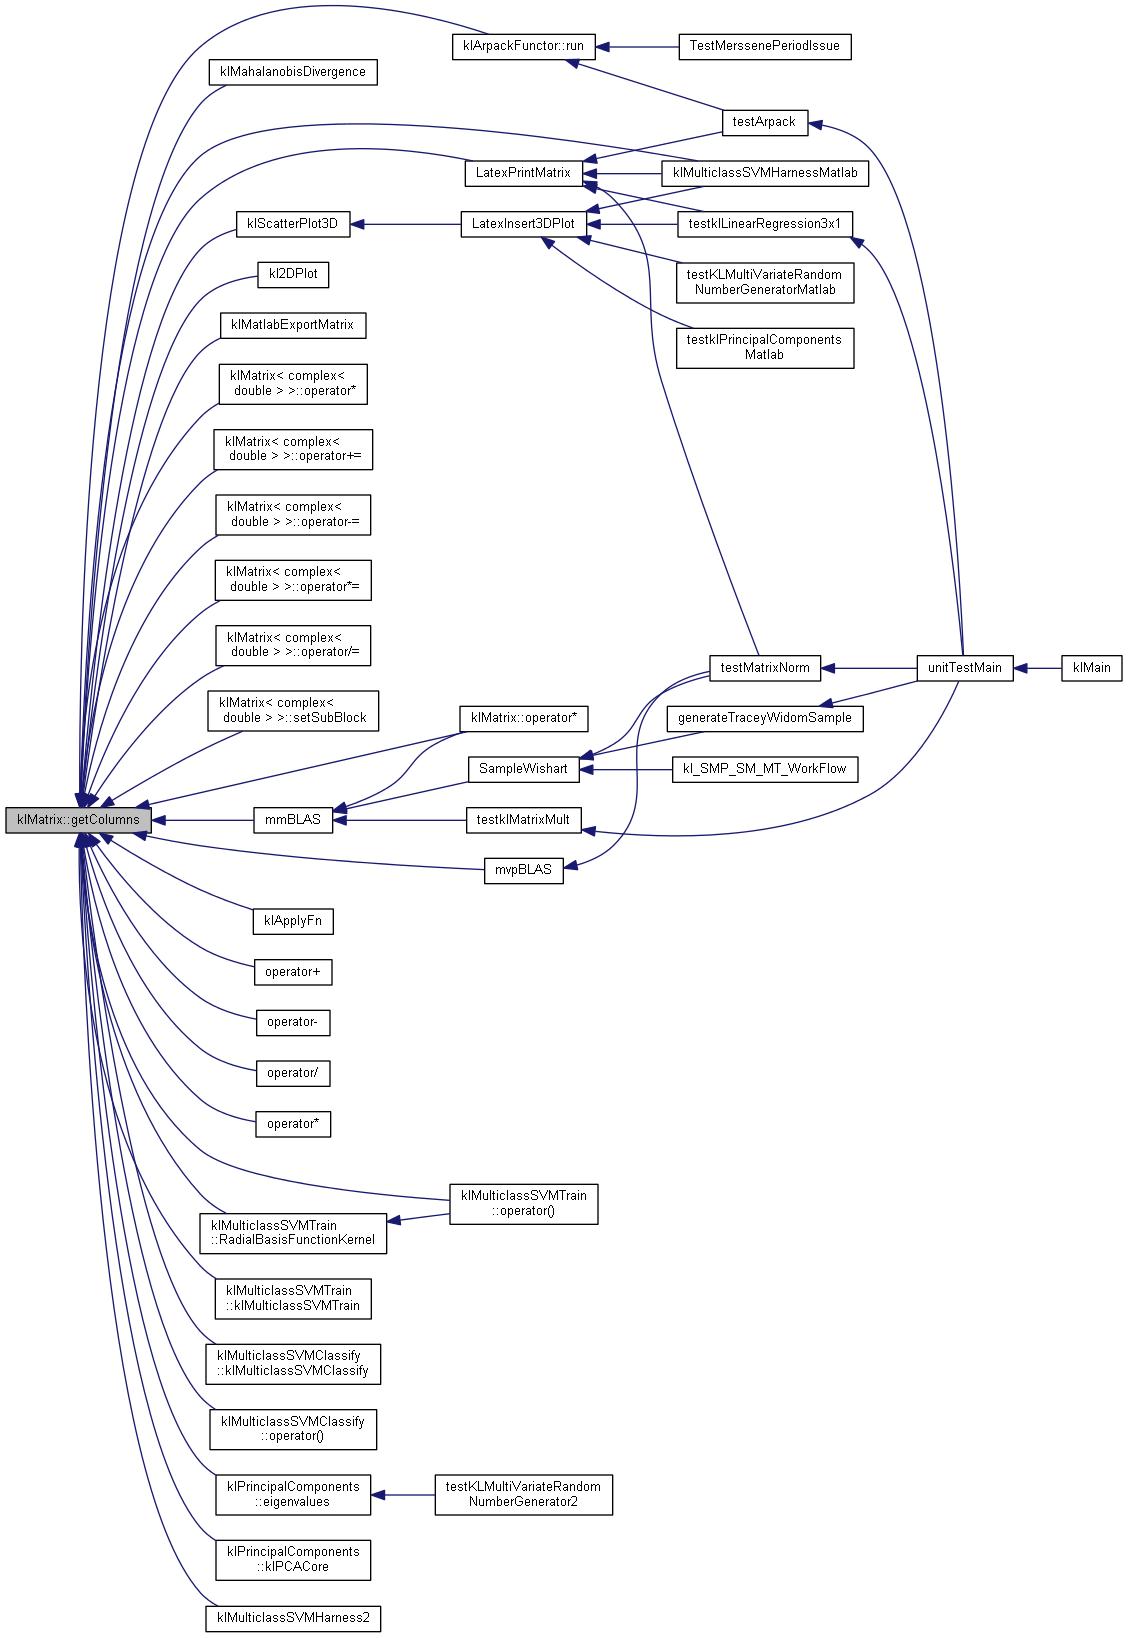 klArpackFunctor::run
TestMerssenePeriodIssue
klMahalanobisDivergence
testArpack
LatexPrintMatrix
klMulticlassSVMHarnessMatlab
klScatterPlot3D
LatexInsert3DPlot
testklLinearRegression3x1
kl2DPlot
testKLMultiVariateRandom
NumberGeneratorMatlab
klMatlabExportMatrix
testklPrincipalComponents
Matlab
klMatrix< complex<
double > >::operator*
klMatrix< complex<
double > >::operator+=
klMatrix< complex<
double > >::operator-=
klMatrix< complex<
double > >::operator*=
klMatrix< complex<
double > >::operator/=
testMatrixNorm
unitTestMain
klMain
klMatrix< complex<
double > >::setSubBlock
klMatrix::operator*
generateTraceyWidomSample
SampleWishart
kl_SMP_SM_MT_WorkFlow
klMatrix::getColumns
mmBLAS
testklMatrixMult
mvpBLAS
klApplyFn
operator+
operator-
operator/
operator*
klMulticlassSVMTrain
::operator()
klMulticlassSVMTrain
::RadialBasisFunctionKernel
klMulticlassSVMTrain
::klMulticlassSVMTrain
klMulticlassSVMClassify
::klMulticlassSVMClassify
klMulticlassSVMClassify
::operator()
klPrincipalComponents
::eigenvalues
testKLMultiVariateRandom
NumberGenerator2
klPrincipalComponents
::klPCACore
klMulticlassSVMHarness2